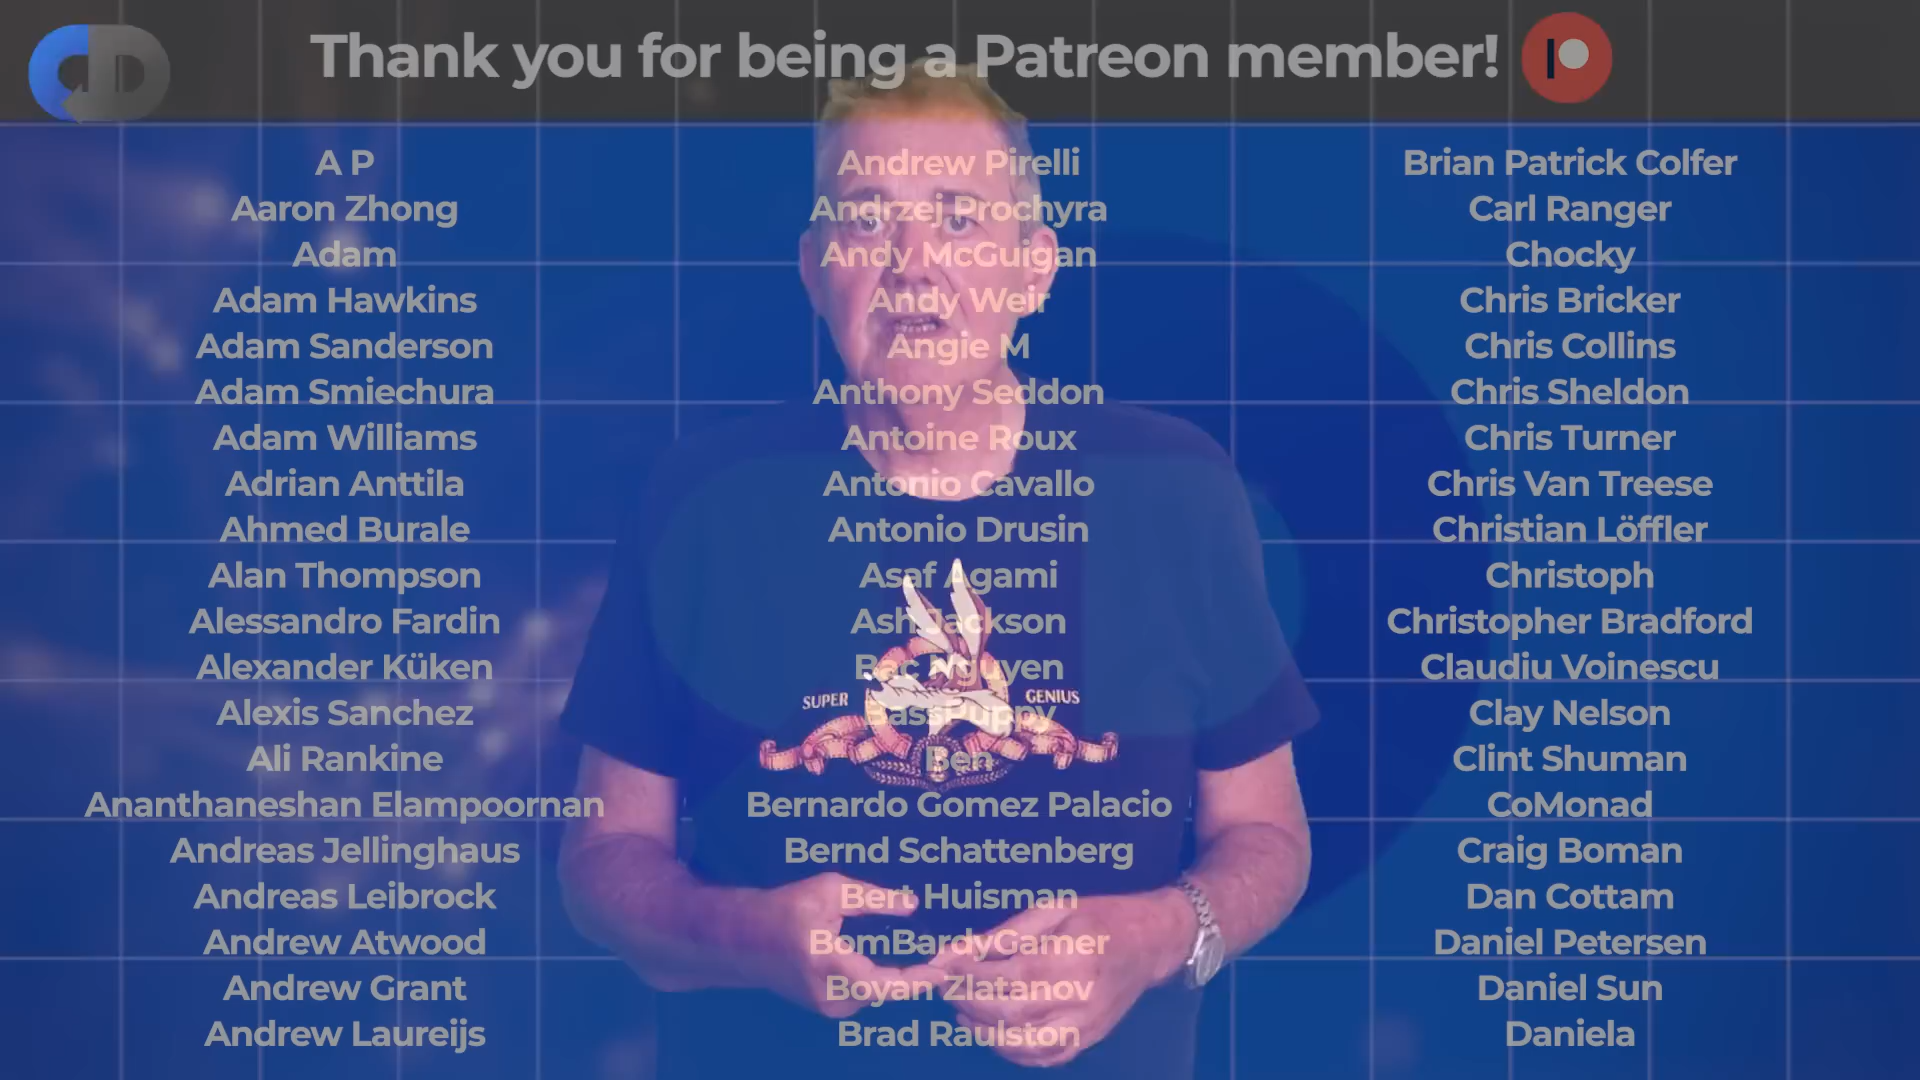 Thank you for being a Patreon member!
A P
Aaron Zhong
Adam
Adam Hawkins
Adam Sanderson
Adam Smiechura
Adam Williams
Adrian Anttila
Ahmed Burale
Alan Thompson
Alessandro Fardin
Alexander Küken
Alexis Sanchez
Ali Rankine
Ananthaneshan Elampoornan
Andreas Jellinghaus
Andreas Leibrock
Andrew Atwood
Andrew Grant
Andrew Laureijs
Andrew Pirelli
Andrzej Prochyra
Andy McGuigan
Andy Weir
Angie M
Anthony Seddon
Antoine Roux
Antonio Cavallo
Antonio Drusin
Asaf Agami
Ash Jackson
Bac Nguyen
BassPuppy
Ben
Bernardo Gomez Palacio
Bernd Schattenberg
Bert Huisman
BomBardyGamer
Boyan Zlatanov
Brad Raulston
Brian Patrick Colfer
Carl Ranger
Chocky
Chris Bricker
Chris Collins
Chris Sheldon
Chris Turner
Chris Van Treese
Christian Löffler
Christoph
Christopher Bradford
Claudiu Voinescu
Clay Nelson
Clint Shuman
CoMonad
Craig Boman
Dan Cottam
Daniel Petersen
Daniel Sun
Daniela
SUPER GENIUS